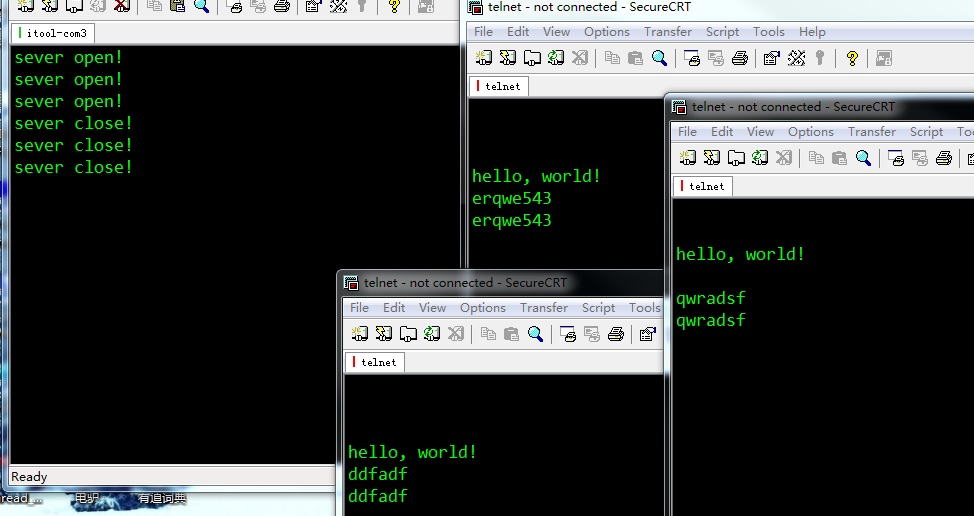 itool-com3
sever open!
sever open!
sever open!
sever close!
sever close!
sever close!
Ready
telnet - not connected - SecureCRT
File Edit View Options Transfer Script Tools Help
telnet
hello, world!
erqwe543
erqwe543
telnet - not connected - SecureCRT
File Edit View Options Transfer Script
telnet
hello, world!
qwradsf
qwradsf
telnet - not connected - SecureCRT
File Edit View Options Transfer Script Tools
telnet
hello, world!
ddfadf
ddfadf
read_...
电驴
有道词典